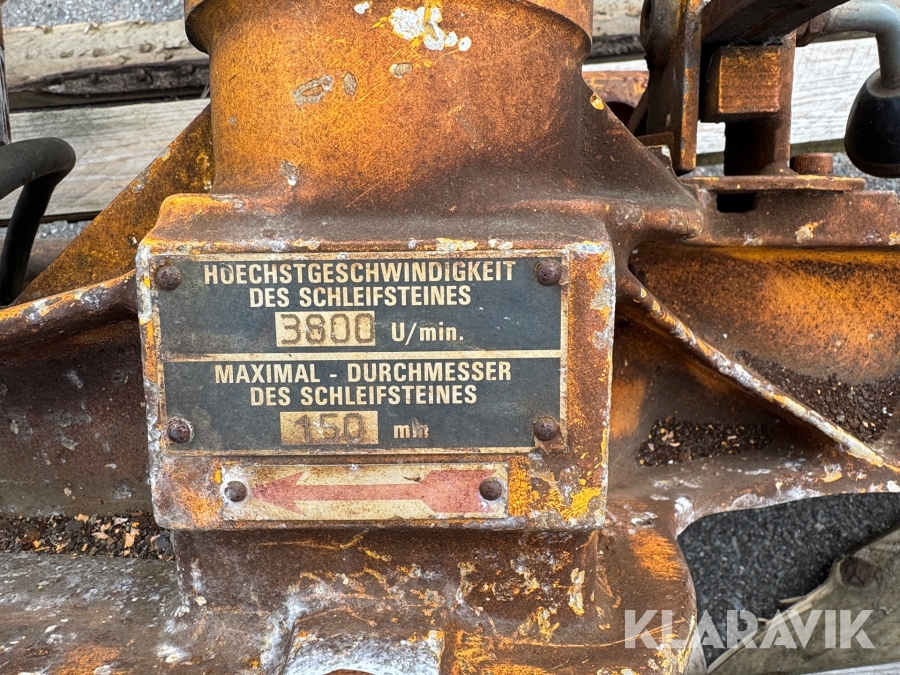 HOECHSTGESCHWINDIGKEIT
DES SCHLEIFSTEINES
3800 U/min.
MAXIMAL - DURCHMESSER
DES SCHLEIFSTEINES
150 mm
KLARAVIK